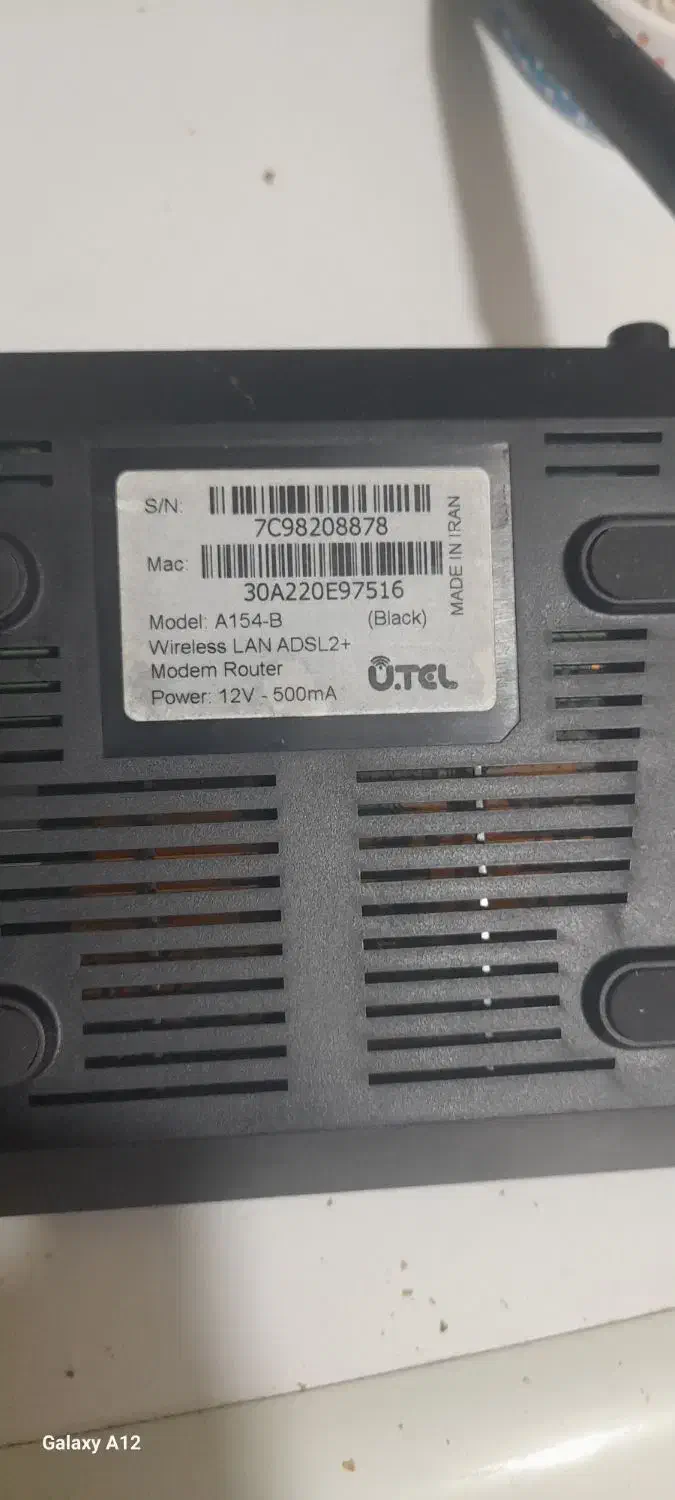 S/N:
7C98208878
Mac:
30A220E97516
Model: A154-B (Black)
Wireless LAN ADSL2+
Modem Router
Power: 12V - 500mA
U.TEL
MADE IN IRAN
Galaxy A12